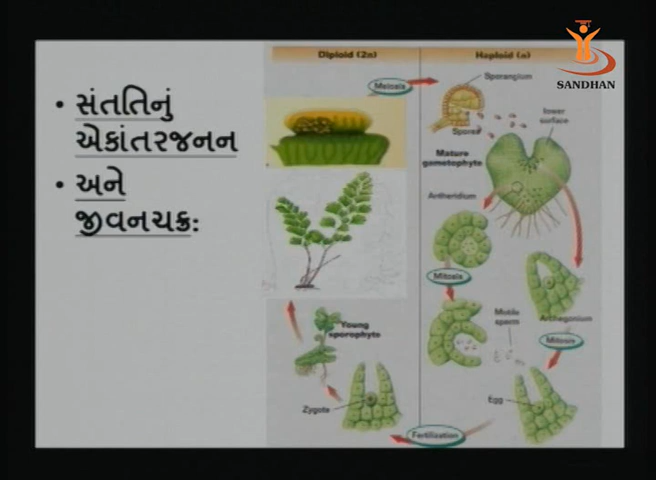 SANDHAN
• સંતતિનું
એકાંતરજનન
• અને
જીવનચક્ર:
Diploid (2n)
Haploid (n)
Meiosis
Sporangium
Spores
lower
surface
Mature
gametophyte
Antheridium
Mitosis
Archegonium
Motile
sperm
Mitosis
Young
sporophyte
Zygote
Egg
Fertilization